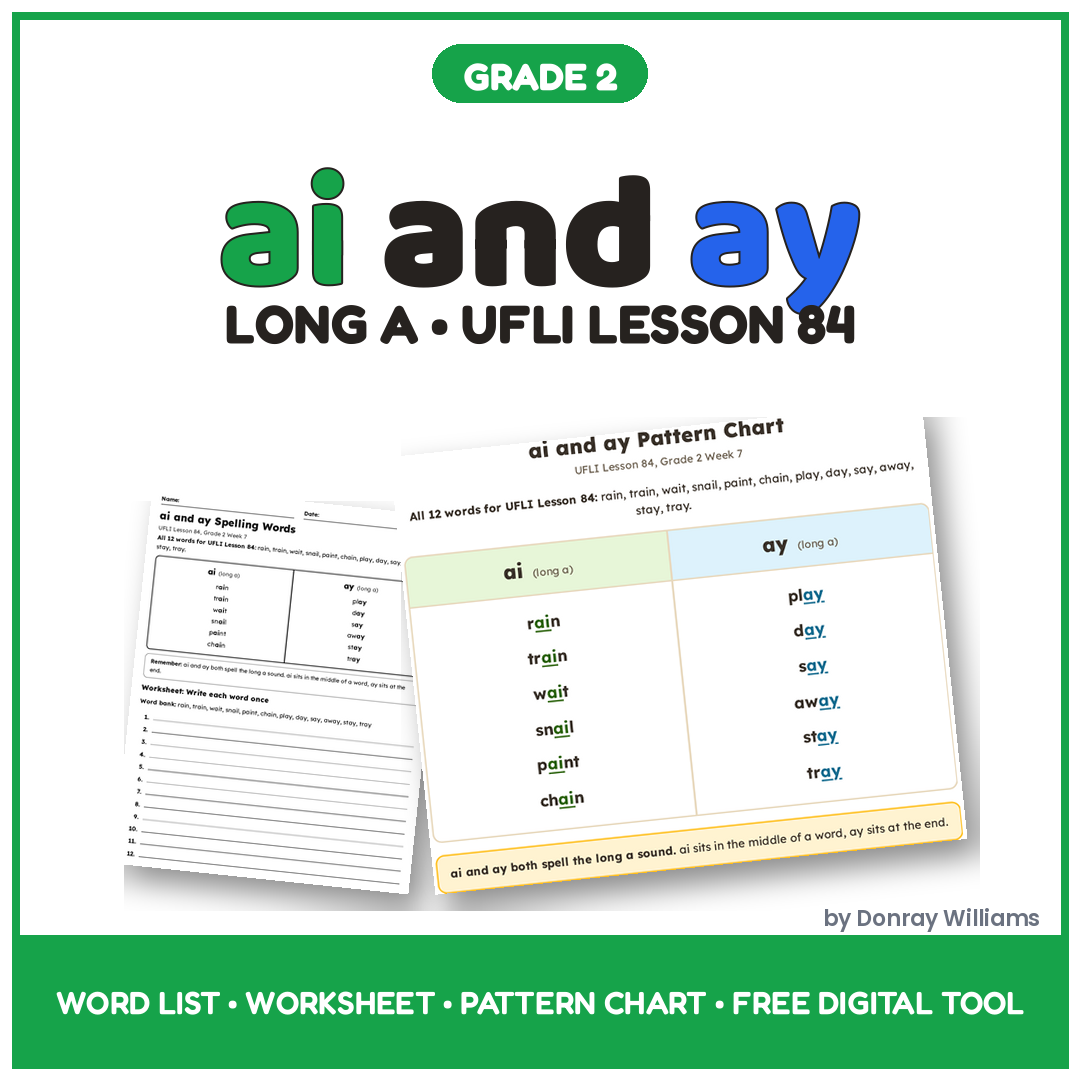 GRADE 2
ai and ay
LONG A • UFLI LESSON 84
Name:
Date:
ai and ay Spelling Words
UFLI Lesson 84, Grade 2 Week 7
All 12 words for UFLI Lesson 84: rain, train, wait, snail, paint, chain, play, day, say
stay, tray.
ai (long a)
rain
train
wait
snail
paint
chain
ay (long a)
play
day
say
away
stay
tray
Remember: ai and ay both spell the long a sound. ai sits in the middle of a word, ay sits at the
end.
Worksheet: Write each word once
Word bank: rain, train, wait, snail, paint, chain, play, day, say, away, stay, tray
1.
2.
3.
4.
5.
6.
7.
8.
9.
10.
11.
12.
ai and ay Pattern Chart
UFLI Lesson 84, Grade 2 Week 7
All 12 words for UFLI Lesson 84: rain, train, wait, snail, paint, chain, play, day, say, away,
stay, tray.
ai (long a)
rain
train
wait
snail
paint
chain
ay (long a)
play
day
say
away
stay
tray
ai and ay both spell the long a sound. ai sits in the middle of a word, ay sits at the end.
by Donray Williams
WORD LIST • WORKSHEET • PATTERN CHART • FREE DIGITAL TOOL